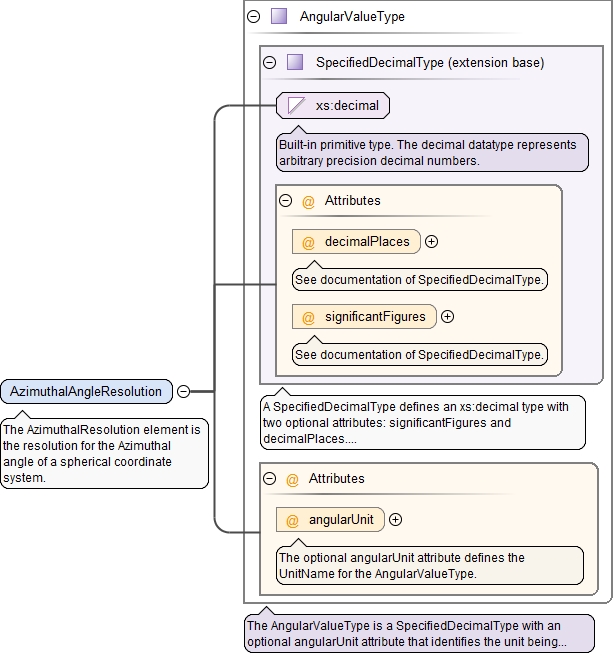 AngularValueType
SpecifiedDecimalType (extension base)
xs:decimal
Built-in primitive type. The decimal datatype represents
arbitrary precision decimal numbers.
@ Attributes
@ decimalPlaces
See documentation of SpecifiedDecimalType.
@ significantFigures
See documentation of SpecifiedDecimalType.
AzimuthalAngleResolution
The AzimuthalResolution element is
the resolution for the Azimuthal
angle of a spherical coordinate
system.
A SpecifiedDecimalType defines an xs:decimal type with
two optional attributes: significantFigures and
decimalPlaces....
@ Attributes
@ angularUnit
The optional angularUnit attribute defines the
UnitName for the AngularValueType.
The AngularValueType is a SpecifiedDecimalType with an
optional angularUnit attribute that identifies the unit being...